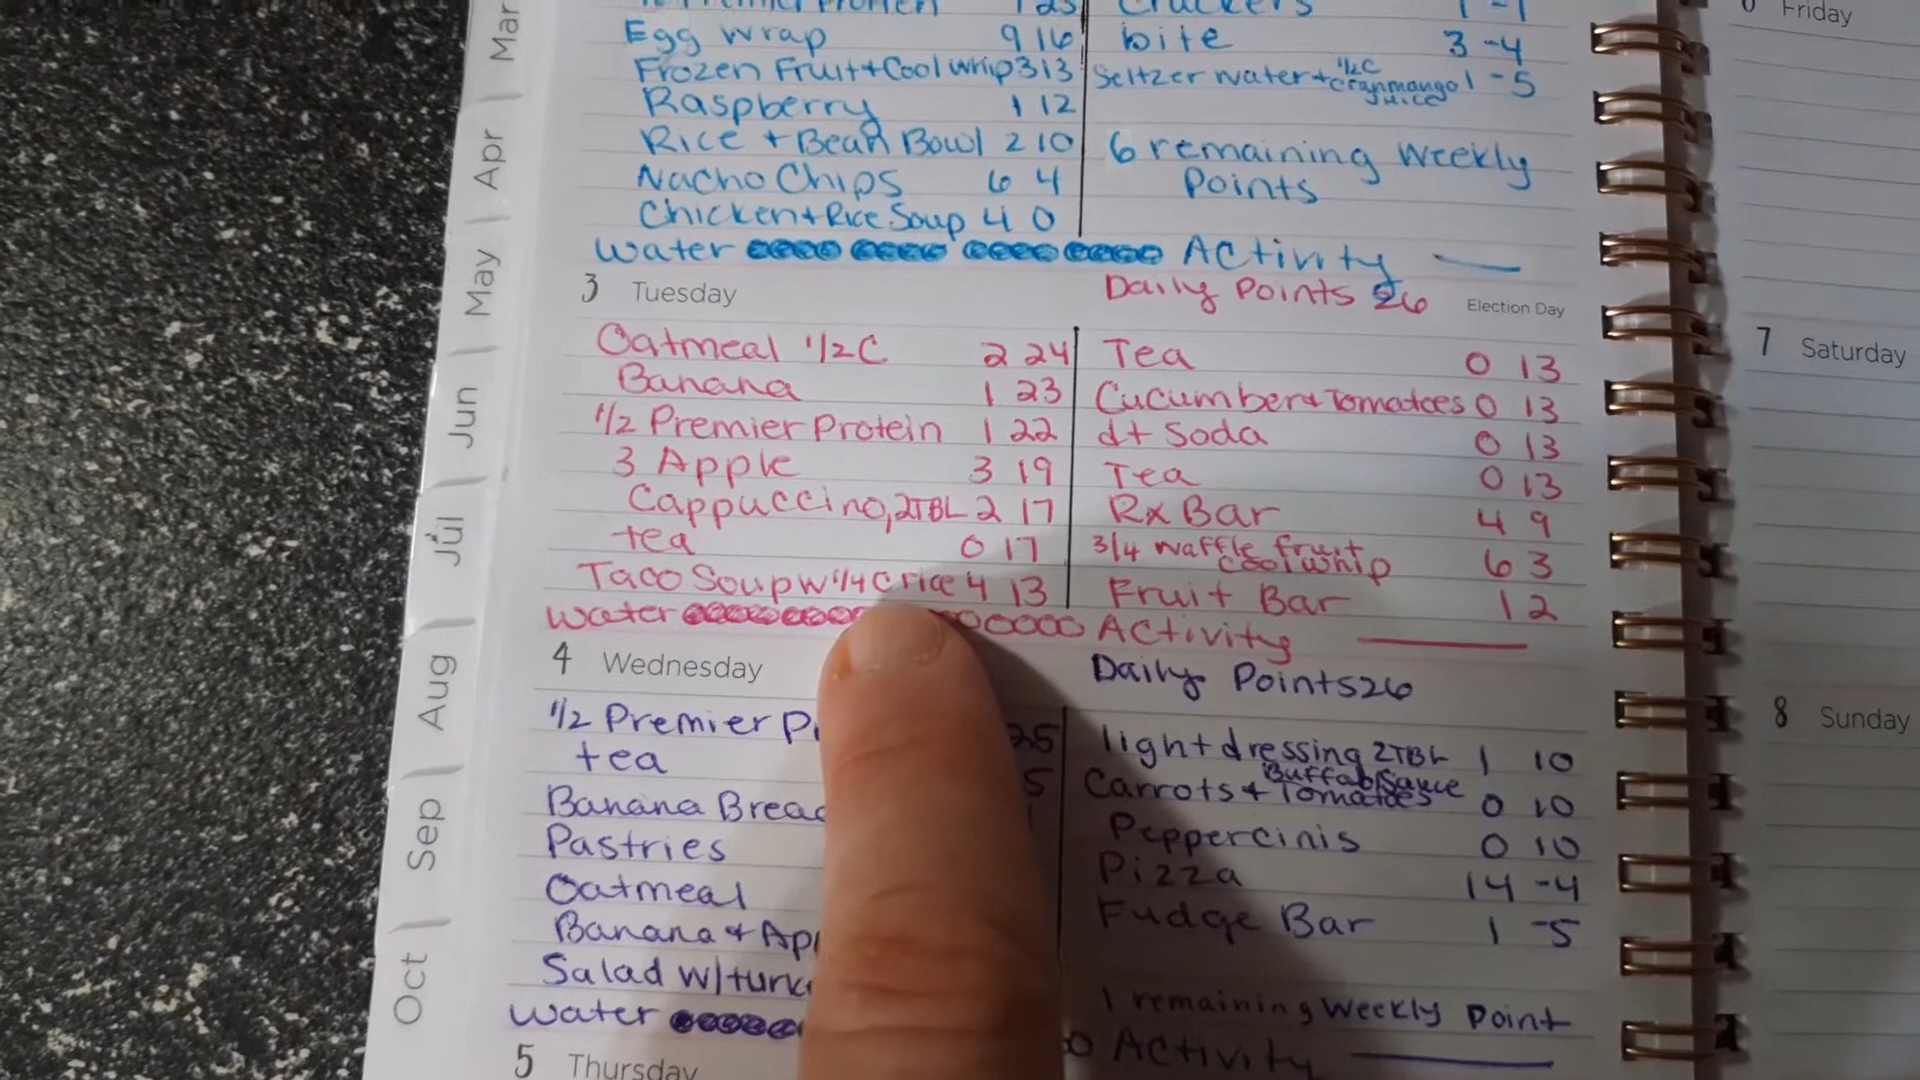 Mar
Apr
May
Jun
Jul
Aug
Sep
Oct
Egg wrap 9 16
Frozen Fruit + Cool whip 3 13
Raspberry 1 12
Rice + Bean Bowl 2 10
Nacho Chips 6 4
Chicken + Rice Soup 4 0
Crackers 1 -1
bite 3 -4
Seltzer water + 1/2C cranmango juice 1 -5
6 remaining weekly
Points
Water Activity
3 Tuesday
Daily Points 26
Election Day
Oatmeal 1/2 C 2 24
Banana 1 23
1/2 Premier Protein 1 22
3 Apple 3 19
Cappuccino, 2TBL 2 17
tea 0 17
Taco Soup w 1/4 C rice 4 13
Tea 0 13
Cucumber + Tomatoes 0 13
dt Soda 0 13
Tea 0 13
Rx Bar 4 9
3/4 waffle fruit
coolwhip 6 3
Fruit Bar 1 2
Water Activity
4 Wednesday
Daily Points 26
1/2 Premier 25
tea
Banana
Pastries
Oatmeal
Banana +
Salad w/
light dressing 2TBL 1 10
Buffalo Sauce
Carrots + Tomatoes 0 10
Peppercinis 0 10
Pizza 14 -4
Fudge Bar 1 -5
1 remaining weekly Point
Water Activity
5 Thursday
Friday
7 Saturday
8 Sunday